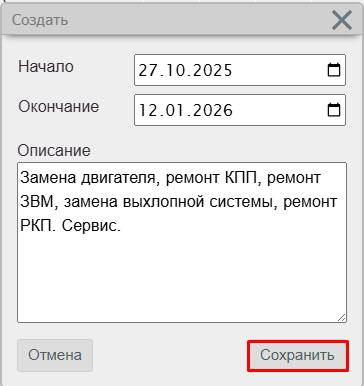 Создать
Начало
27.10.2025
Окончание
12.01.2026
Описание
Замена двигателя, ремонт КПП, ремонт
ЗВМ, замена выхлопной системы, ремонт
РКП. Сервис.
Отмена
Сохранить